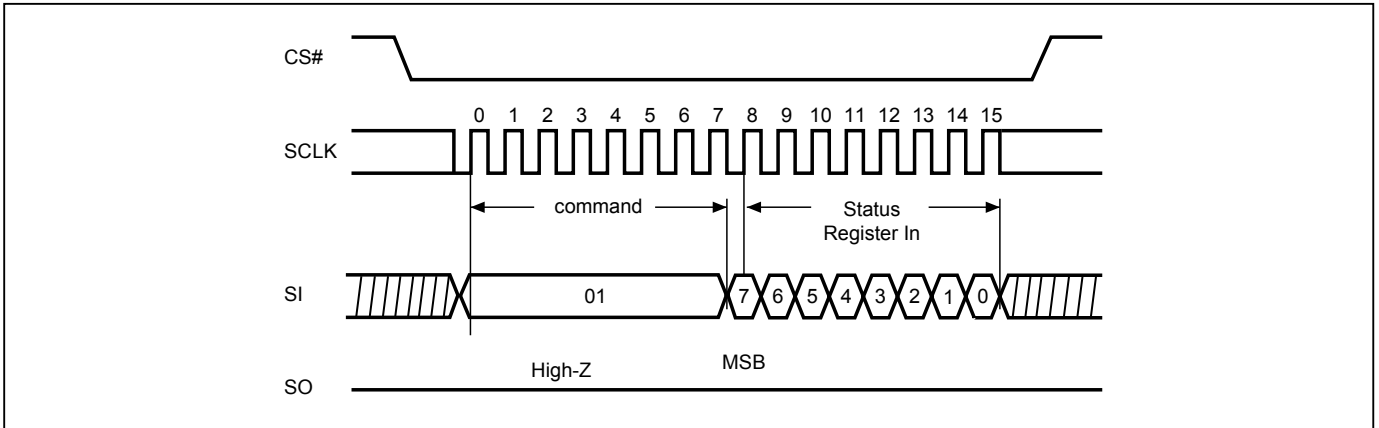 CS#
0 1 2 3 4 5 6 7 8 9 10 11 12 13 14 15
SCLK
command
Status
Register In
SI
01 7 6 5 4 3 2 1 0
High-Z
MSB
SO